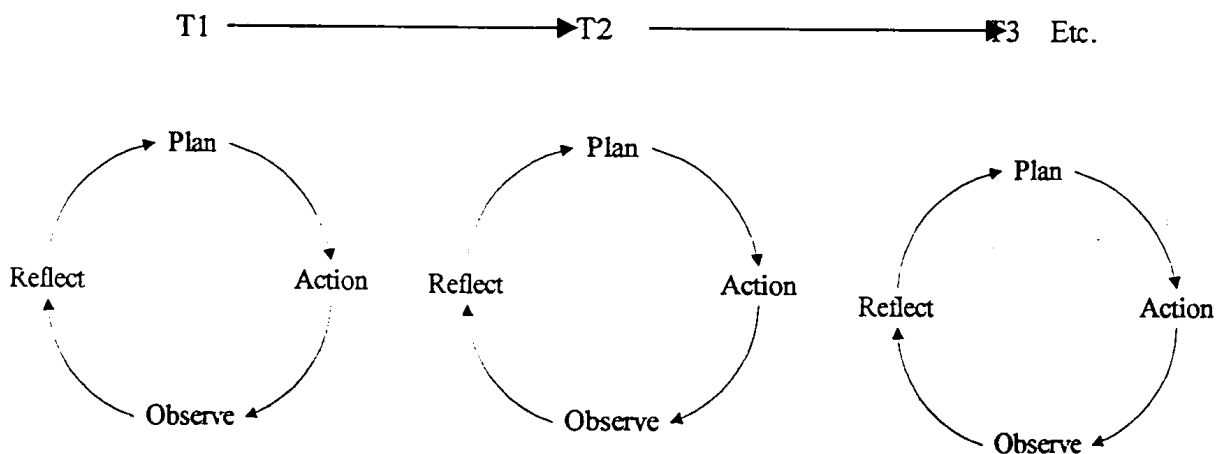 T1 T2 T3 Etc.
Plan Plan Plan
Reflect Action Reflect Action Reflect Action
Observe Observe Observe